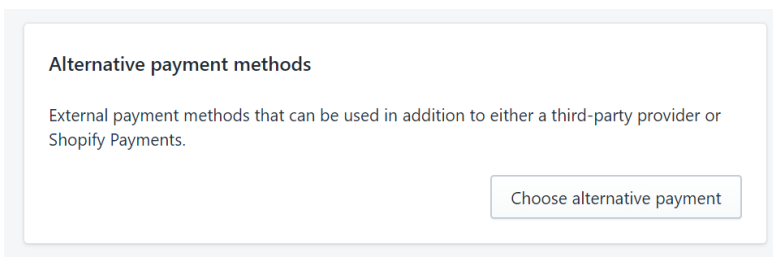 Alternative payment methods
External payment methods that can be used in addition to either a third-party provider or
Shopify Payments.
Choose alternative payment